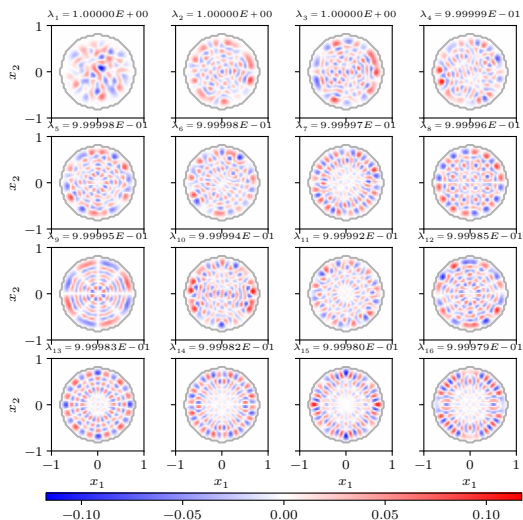 λ1 = 1.00000E + 00 λ2 = 1.00000E + 00 λ3 = 1.00000E + 00 λ4 = 9.99999E − 01
1
0
−1
x2
λ5 = 9.99998E − 01 λ6 = 9.99998E − 01 λ7 = 9.99997E − 01 λ8 = 9.99996E − 01
1
0
−1
x2
λ9 = 9.99995E − 01 λ10 = 9.99994E − 01 λ11 = 9.99992E − 01 λ12 = 9.99985E − 01
1
0
−1
x2
λ13 = 9.99983E − 01 λ14 = 9.99982E − 01 λ15 = 9.99980E − 01 λ16 = 9.99979E − 01
1
0
−1
x2
−1 0 1 −1 0 1 −1 0 1 −1 0 1
x1 x1 x1 x1
−0.10 −0.05 0.00 0.05 0.10